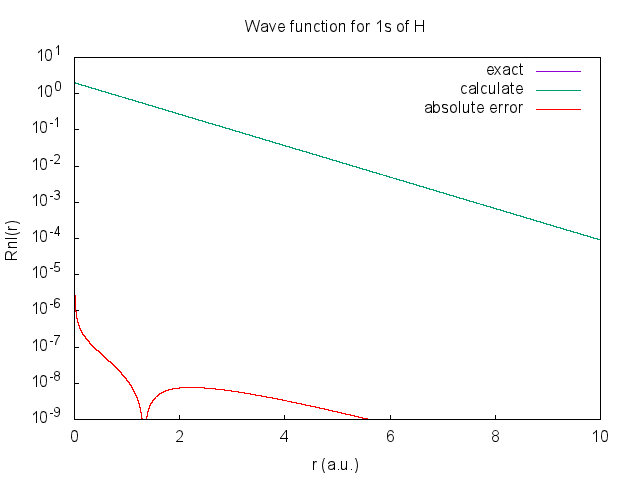 Wave function for 1s of H
10^1
exact
10^0
calculate
absolute error
10^-1
10^-2
10^-3
10^-4
10^-5
10^-6
10^-7
10^-8
10^-9
Rnl(r)
0 2 4 6 8 10
r (a.u.)